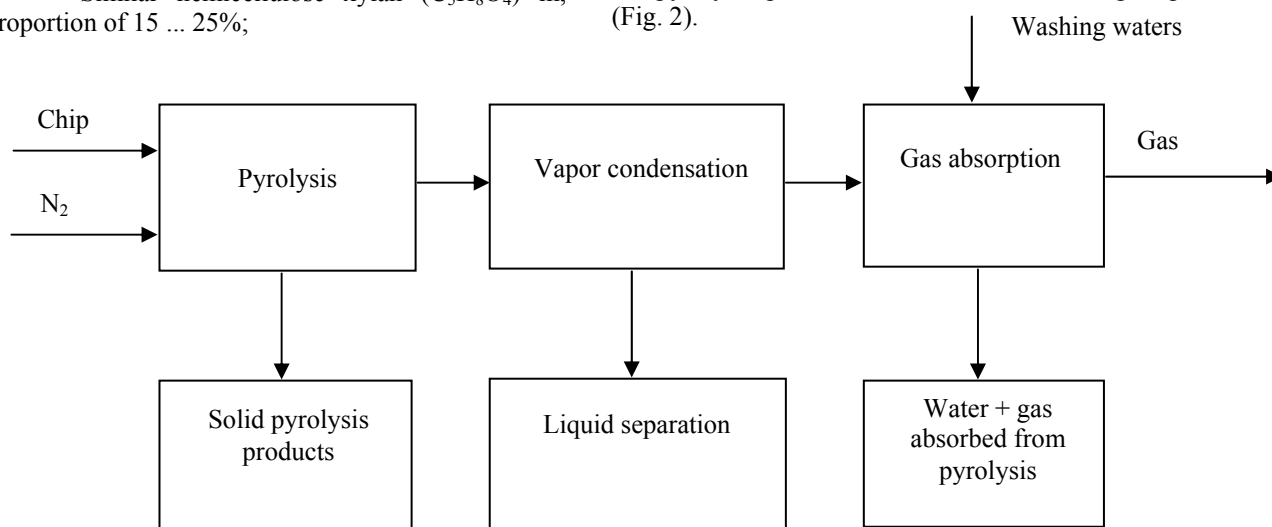 roportion of 15 ... 25%;
(Fig. 2).
Washing waters
Chip
N₂
Pyrolysis
Vapor condensation
Gas absorption
Gas
Solid pyrolysis
products
Liquid separation
Water + gas
absorbed from
pyrolysis